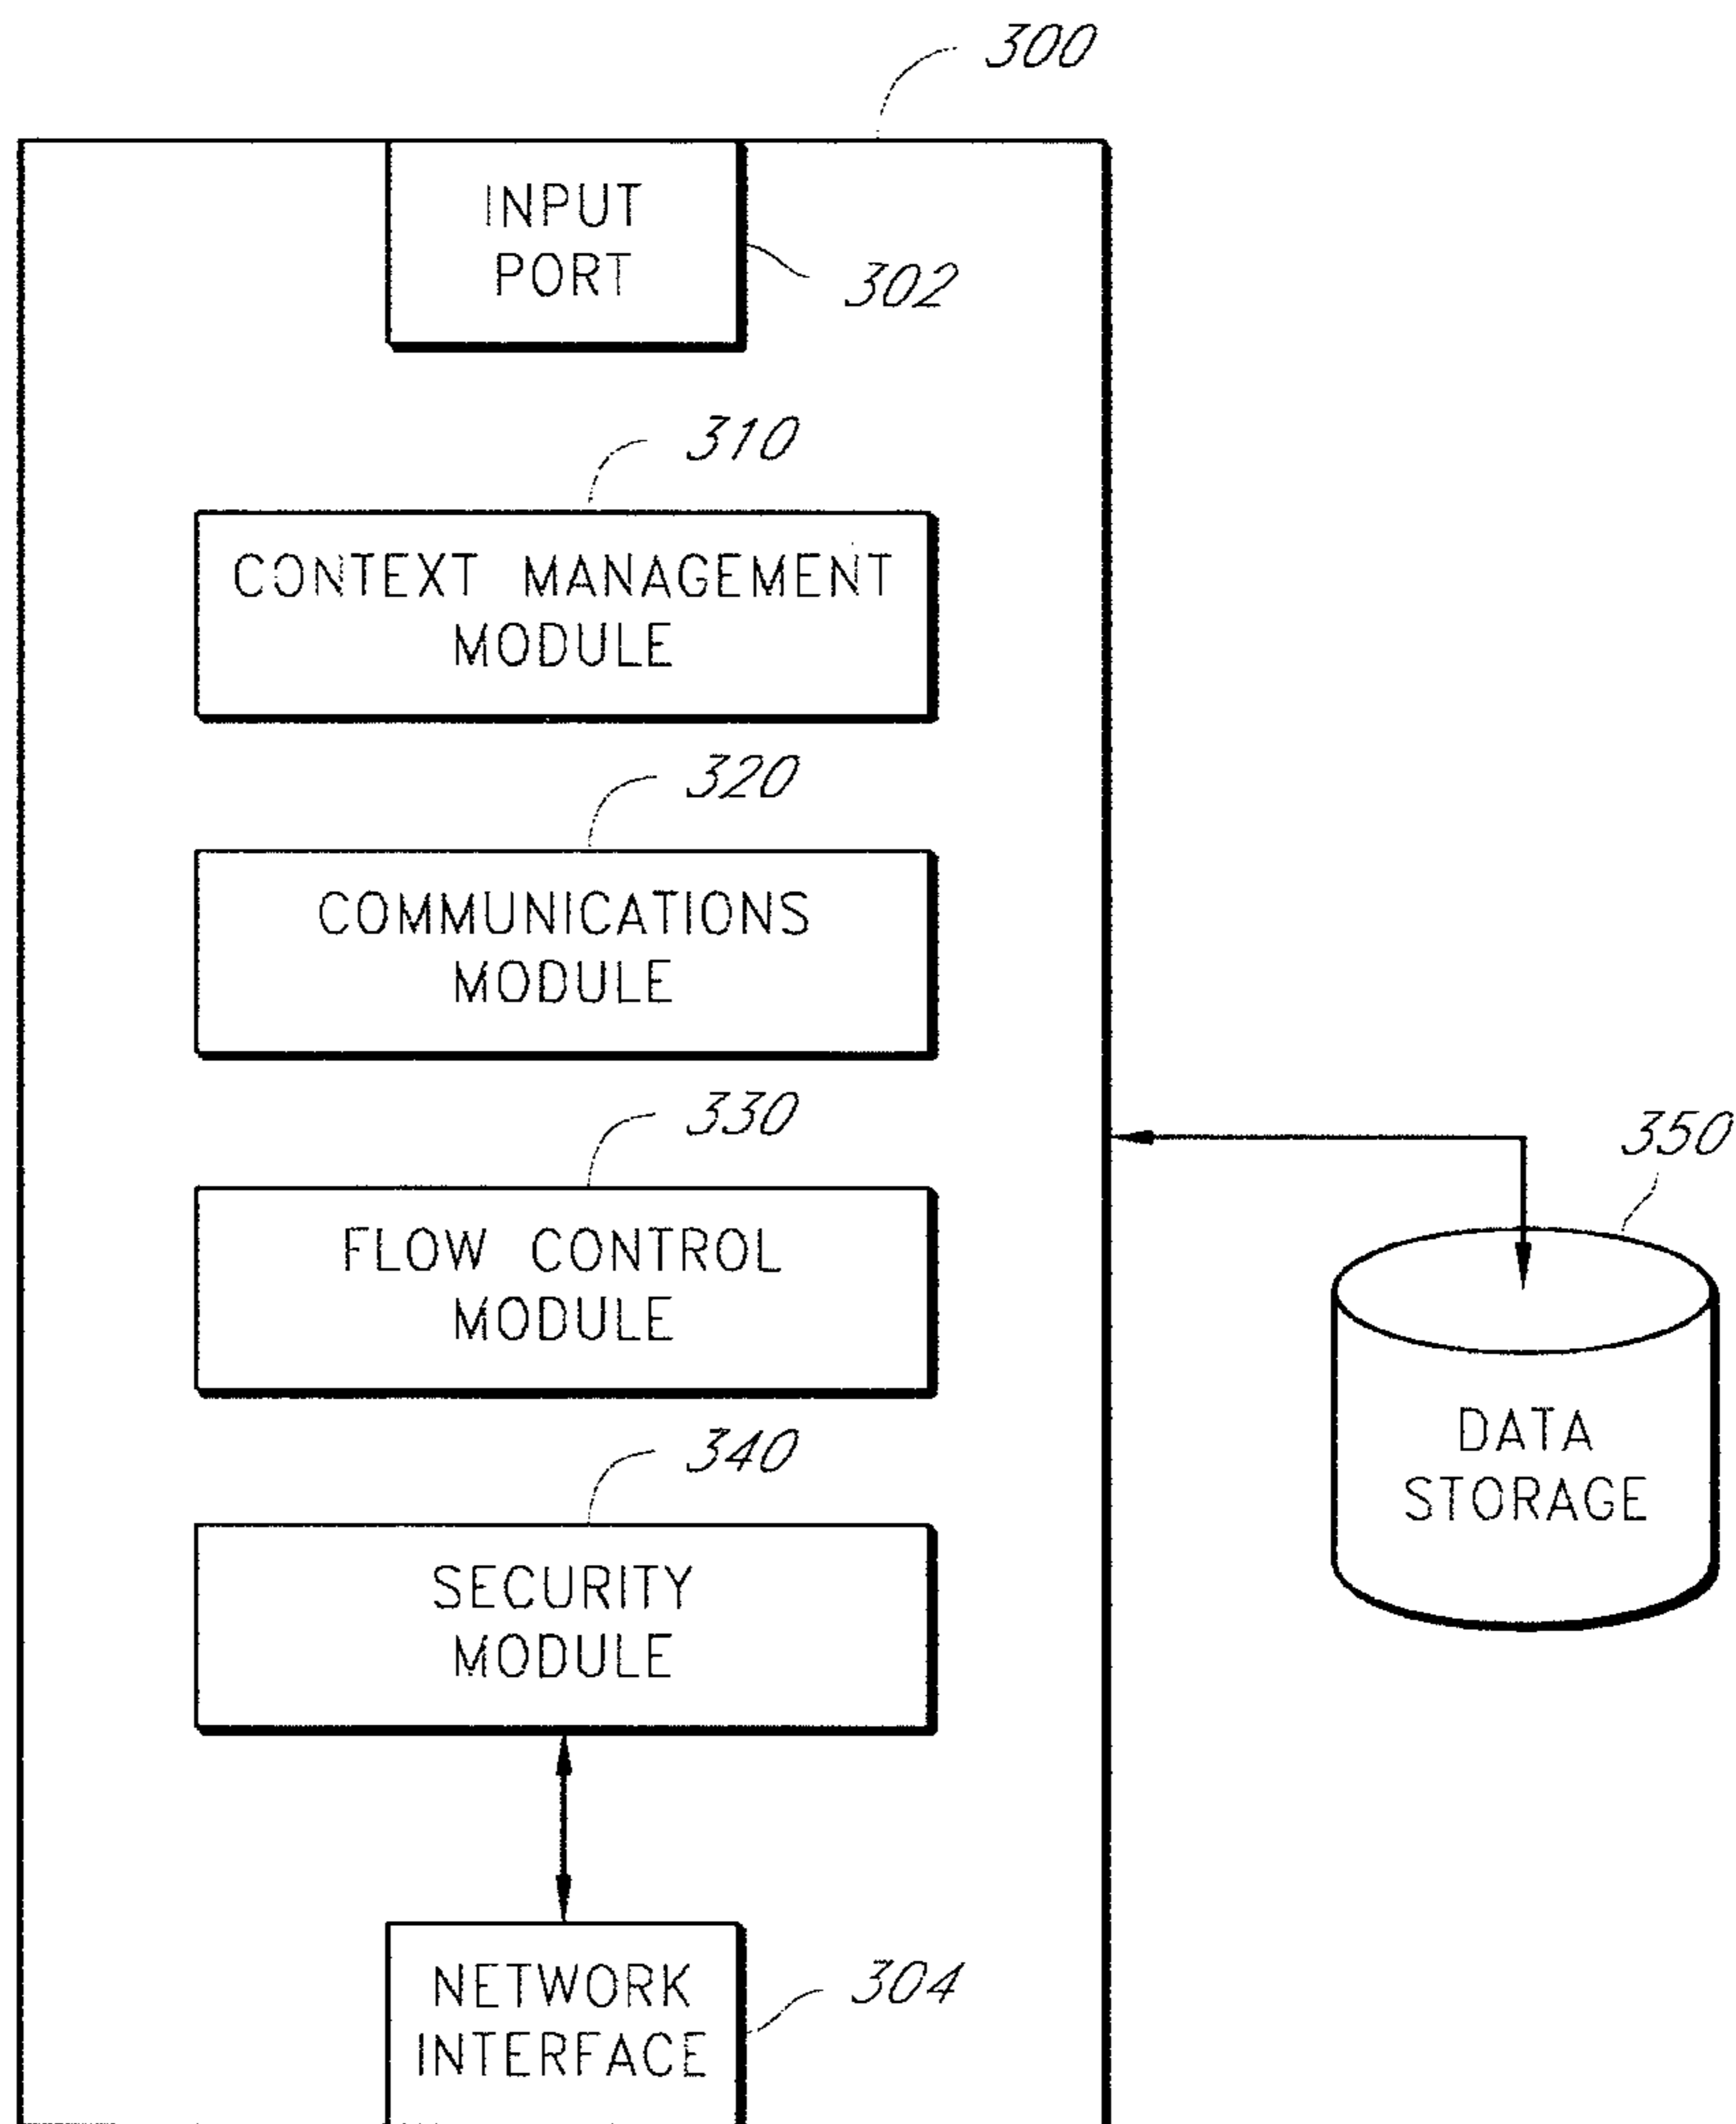 300
INPUT
PORT
302
310
CONTEXT MANAGEMENT
MODULE
320
COMMUNICATIONS
MODULE
330
FLOW CONTROL
MODULE
350
340
DATA
STORAGE
SECURITY
MODULE
304
NETWORK
INTERFACE